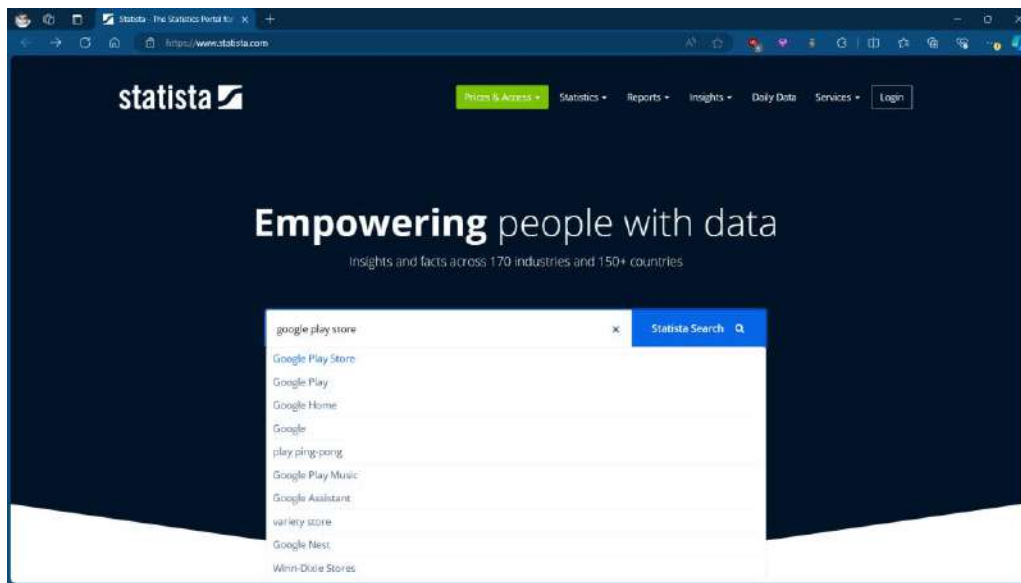 Statista - The Statistics Portal for
https://www.statista.com
statista
Prices & Access
Statistics
Reports
Insights
Daily Data
Services
Login
Empowering people with data
Insights and facts across 170 industries and 150+ countries
google play store
Statista Search
Google Play Store
Google Play
Google Home
Google
play ping-pong
Google Play Music
Google Assistant
variety store
Google Nest
Winn-Dixie Stores